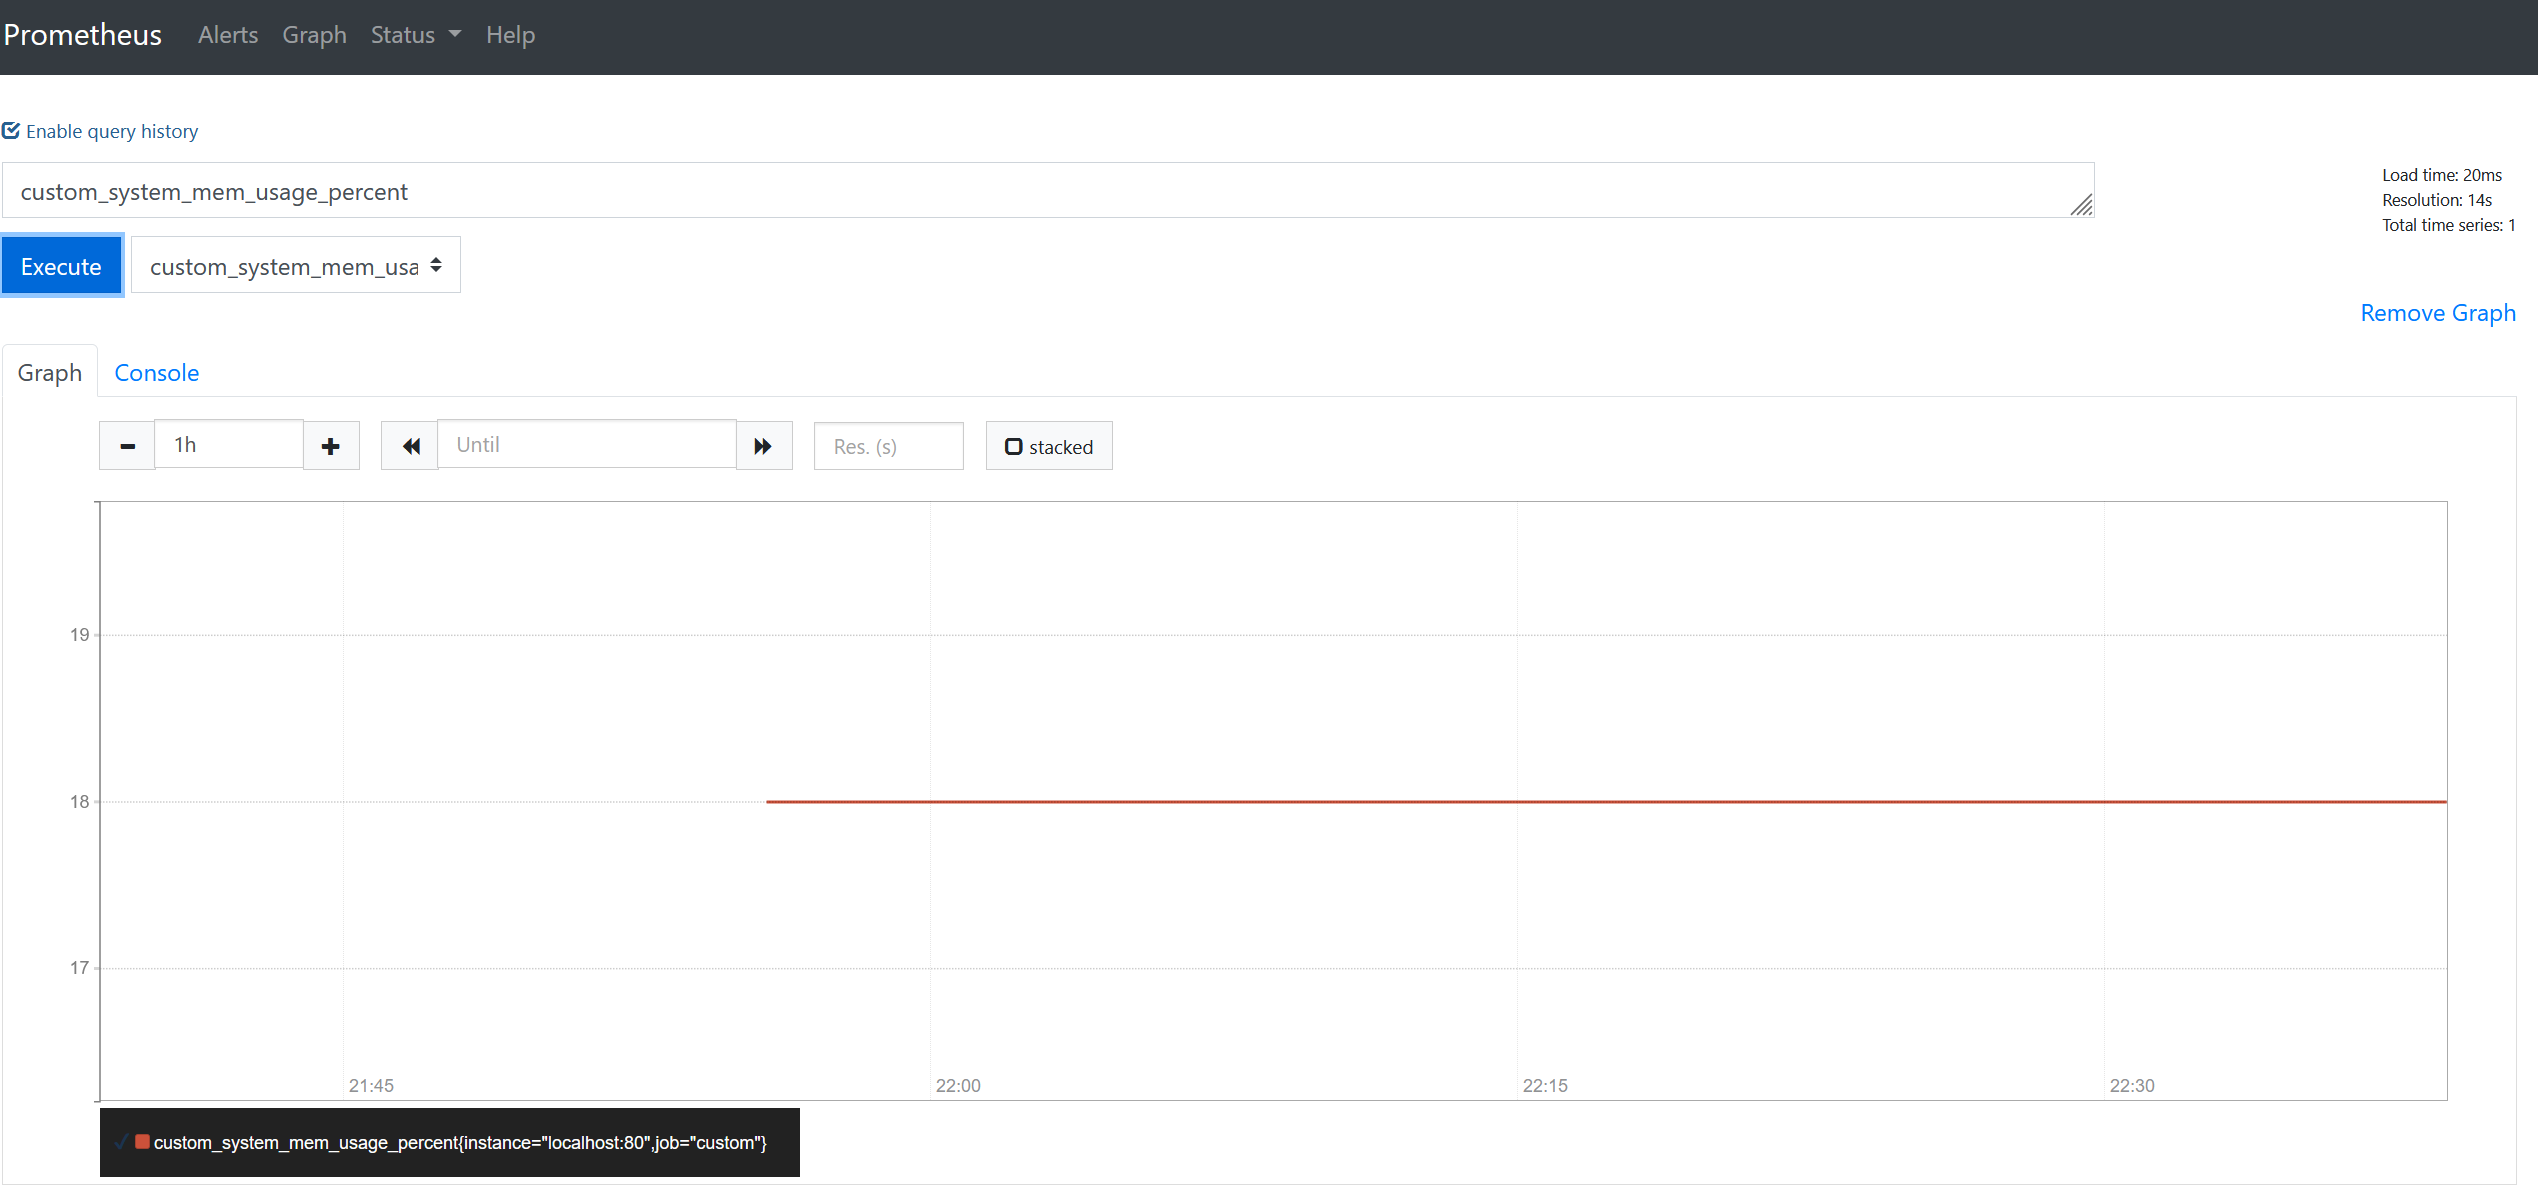 Prometheus Alerts Graph Status Help
Enable query history
custom_system_mem_usage_percent
Load time: 20ms
Resolution: 14s
Total time series: 1
Execute custom_system_mem_usa
Remove Graph
Graph Console
1h Until Res. (s) stacked
19
18
17
21:45 22:00 22:15 22:30
custom_system_mem_usage_percent{instance="localhost:80",job="custom"}